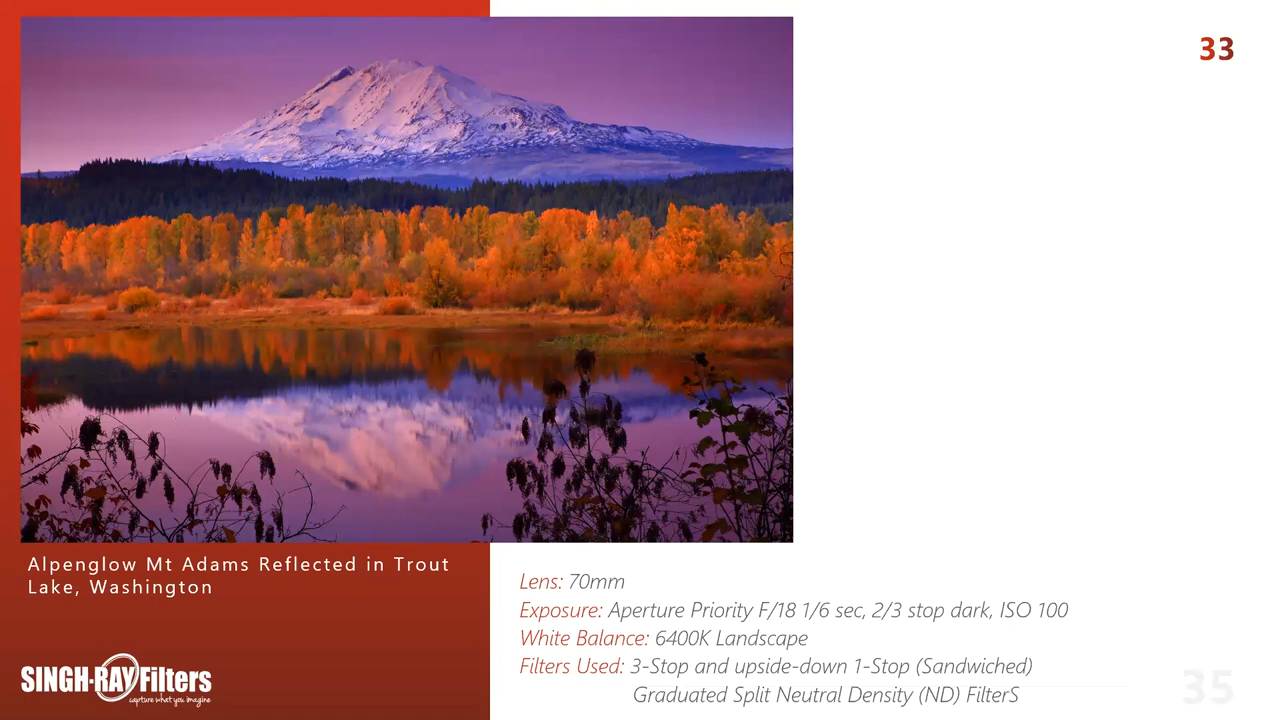 33
Alpenglow Mt Adams Reflected in Trout
Lake, Washington
Lens: 70mm
Exposure: Aperture Priority F/18 1/6 sec, 2/3 stop dark, ISO 100
White Balance: 6400K Landscape
Filters Used: 3-Stop and upside-down 1-Stop (Sandwiched)
Graduated Split Neutral Density (ND) FilterS
SINGH-RAY Filters
capture what you imagine
35